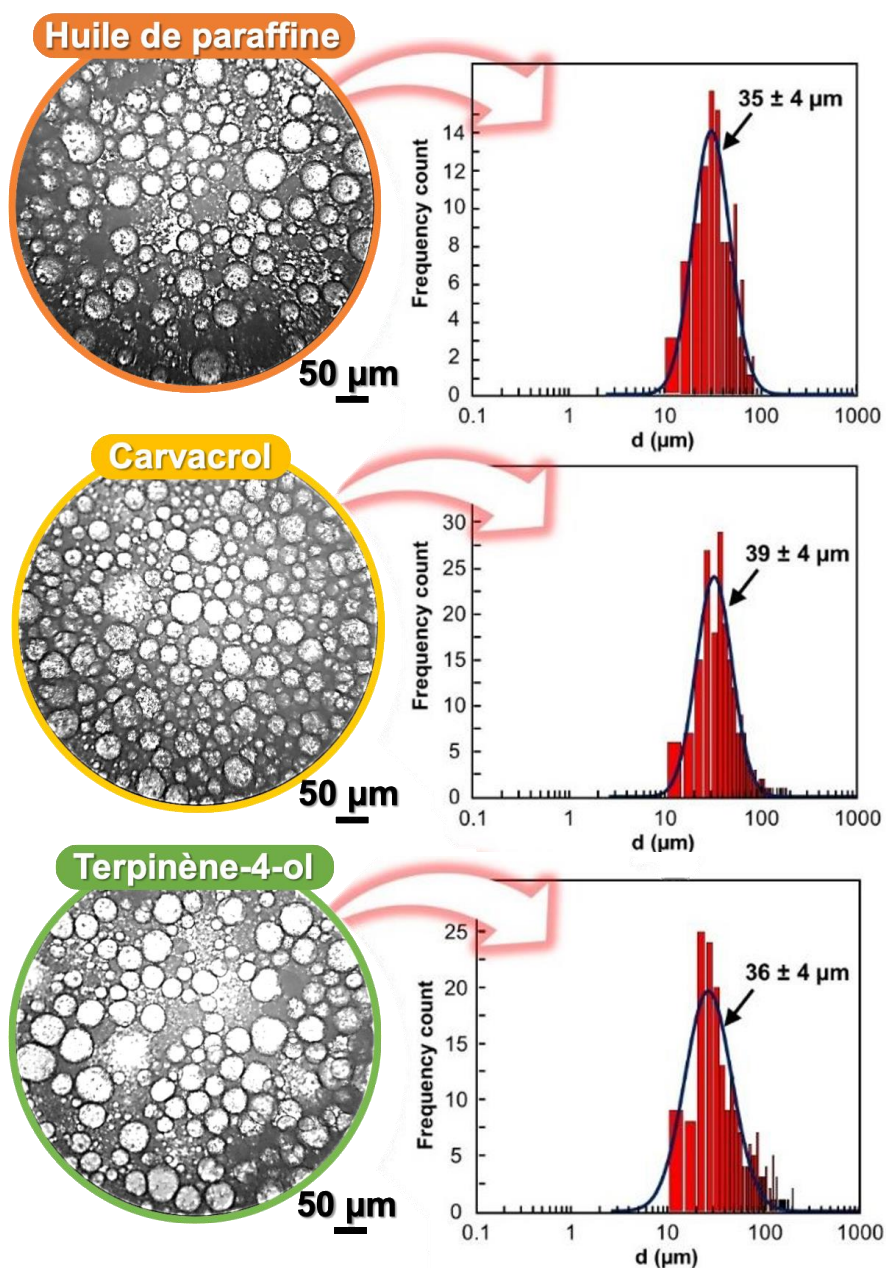 Huile de paraffine
50 µm
Frequency count
14
12
10
8
6
4
2
0
35 ± 4 µm
0.1 1 10 100 1000
d (µm)
Carvacrol
50 µm
Frequency count
30
25
20
15
10
5
0
39 ± 4 µm
0.1 1 10 100 1000
d (µm)
Terpinène-4-ol
50 µm
Frequency count
25
20
15
10
5
0
36 ± 4 µm
0.1 1 10 100 1000
d (µm)